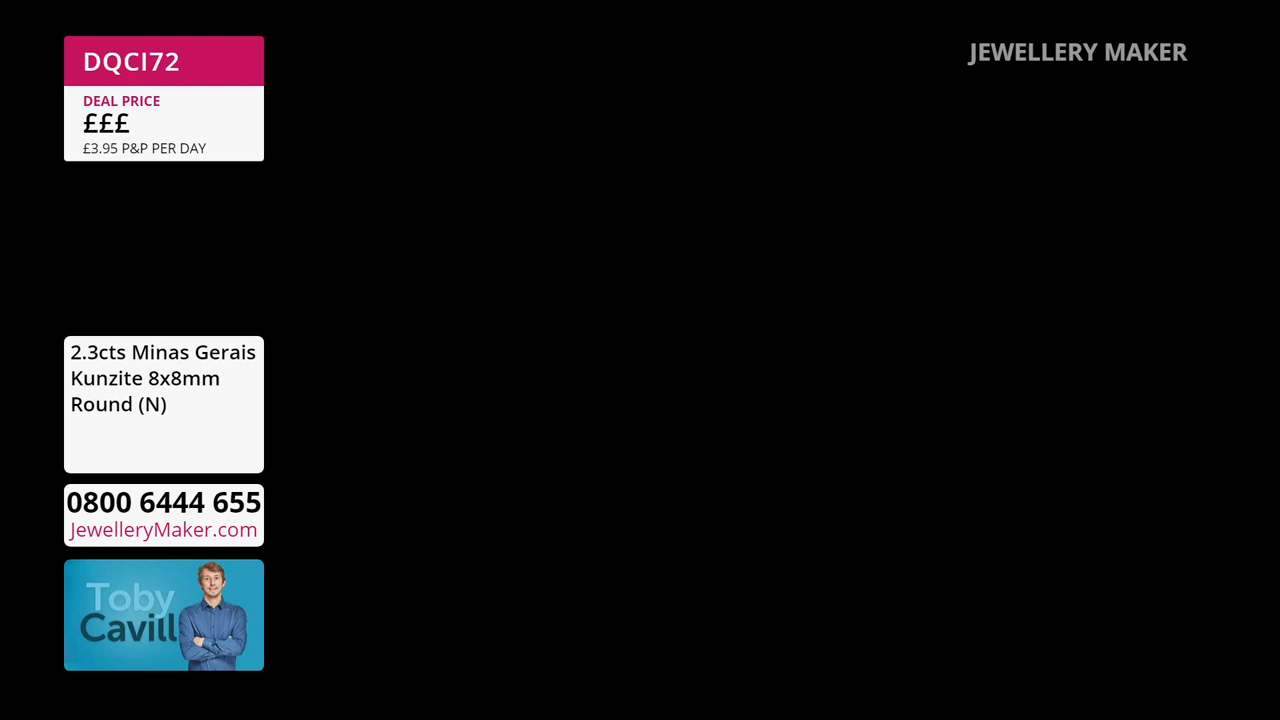 DQCI72
DEAL PRICE
£££
£3.95 P&P PER DAY
JEWELLERY MAKER
2.3cts Minas Gerais
Kunzite 8x8mm
Round (N)
0800 6444 655
JewelleryMaker.com
Toby
Cavill